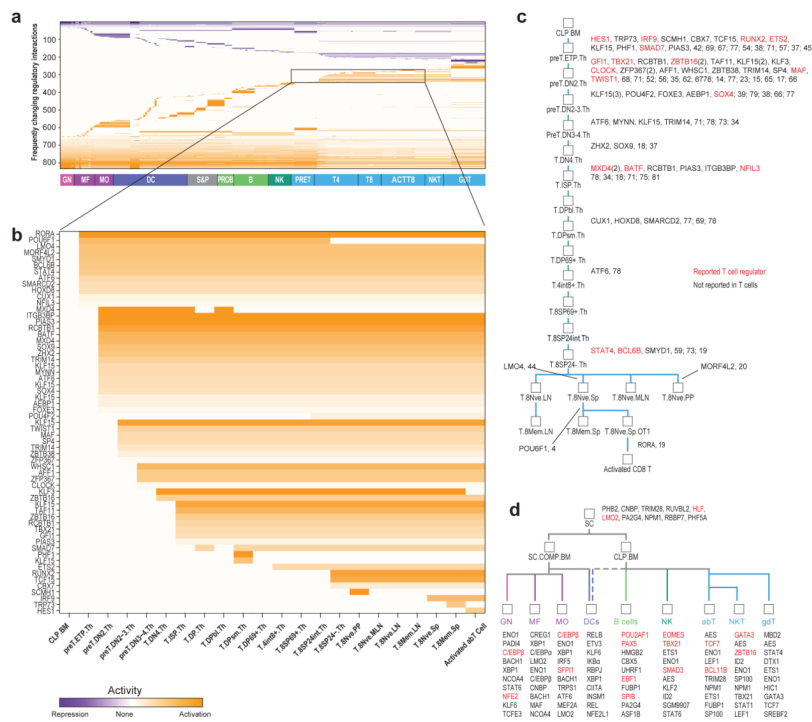 a
Frequently changing regulatory interactions
100
200
300
400
500
600
700
800
GN
MF
MO
DC
S&P
PROB
B
NK
PRET
T4
T8
ACTT8
NKT
GDT
b
RORA
POU6F1
LMO4
MORF4L2
SMYD1
BCL6B
STAT4
ATF6
SMARCD2
HOXD8
CUX1
NFIL3
MXD4
ITGB3BP
PIAS3
RCBTB1
BATF
MXD4
SOX9
ZHX2
TRIM14
KLF15
MYNN
ATF6
KLF15
SOX4
KLF15
AEBP1
FOXE3
POU4F2
KLF15
TWIST1
MAF
SP4
TRIM14
ZBTB38
ZFP367
WHSC1
AFF1
ZFP367
CLOCK
KLF3
ZBTB16
KLF15
TAF11
ZBTB16
RCBTB1
TBX21
GFI1
PIAS3
SMAD7
PHF1
KLF15
ETS2
RUNX2
TCF15
CBX7
SCMH1
IRF9
TRP73
HES1
CLP.BM
preT.ETP.Th
preT.DN2.Th
preT.DN2-3.Th
preT.DN3-4.Th
T.DN4.Th
T.ISP.Th
T.DP.Th
T.DPbl.Th
T.DPsm.Th
T.DP69+.Th
T.4int8+.Th
T.8SP69+.Th
T.8SP24int.Th
T.8SP24-.Th
T.8Nve.PP
T.8Nve.MLN
T.8Nve.LN
T.8Mem.LN
T.8Nve.Sp
T.8Mem.Sp
Activated abT Cell
Activity
Repression
None
Activation
c
CLP.BM
HES1, TRP73, IRF9, SCMH1, CBX7, TCF15, RUNX2, ETS2,
KLF15, PHF1, SMAD7, PIAS3, 42; 69; 67; 77; 54; 38; 71; 57; 37; 45
preT.ETP.Th
GFI1, TBX21, RCBTB1, ZBTB16(2), TAF11, KLF15(2), KLF3,
CLOCK, ZFP367(2), AFF1, WHSC1, ZBTB38, TRIM14, SP4, MAF,
TWIST1, 68; 71; 52; 56; 35; 62; 6778; 14; 77; 23; 15; 65; 17; 66
preT.DN2.Th
KLF15(3), POU4F2, FOXE3, AEBP1, SOX4; 39; 79; 38; 66; 77
preT.DN2-3.Th
ATF6, MYNN, KLF15, TRIM14, 71; 78; 73; 34
PreT.DN3-4.Th
ZHX2, SOX9, 18; 37
T.DN4.Th
MXD4(2), BATF, RCBTB1, PIAS3, ITGB3BP, NFIL3
78; 34; 18; 71; 75; 81
T.ISP.Th
T.DPbl.Th
CUX1, HOXD8, SMARCD2, 77; 69; 78
T.DPsm.Th
T.DP69+.Th
ATF6, 78
Reported T cell regulator
Not reported in T cells
T.4int8+.Th
T.8SP69+.Th
T.8SP24int.Th
STAT4, BCL6B, SMYD1, 59; 73; 19
T.8SP24-.Th
LMO4, 44
MORF4L2, 20
T.8Nve.LN
T.8Nve.Sp
T.8Nve.MLN
T.8Nve.PP
T.8Mem.LN
T.8Mem.Sp
T.8Nve.Sp.OT1
POU6F1, 4
RORA, 19
Activated CD8 T
d
SC
PHB2, CNBP, TRIM28, RUVBL2, HLF,
LMO2, PA2G4, NPM1, RBBP7, PHF5A
SC.COMP.BM
CLP.BM
GN MF MO DCs B cells NK abT NKT gdT
ENO1 CREG1 C/EBPβ RELB POU2AF1 EOMES AES GATA3 MBD2
PADI4 XBP1 ENO1 ETV3 PAX5 TBX21 TCF7 AES AES
C/EBPβ C/EBPα XBP1 KLF6 HMGB2 ETS1 ETS1 ZBTB16 STAT4
BACH1 LMO2 IRF5 IKBα CBX5 ENO1 ENO1 ID2 DTX1
XBP1 ENO1 SFPI1 RBPJ UHRF1 SMAD3 LEF1 ETS1 ETS1
NCOA4 C/EBPβ BACH1 XBP1 EBF1 AES BCL11B ENO1 ENO1
STAT6 CNBP TRPS1 CIITA FUBP1 KLF2 TRIM28 SP100 ID2
NFE2 BACH1 ATF6 INSM1 SPIB ID2 NPM1 NPM1 HIC1
KLF6 MAF MEF2A REL PA2G4 SGM9907 ETS1 TBX21 GATA3
TCFE3 NCOA4 LMO2 NFE2L1 ASF1B STAT6 FUBP1 STAT1 TCF7
SP100 LEF1 SREBF2